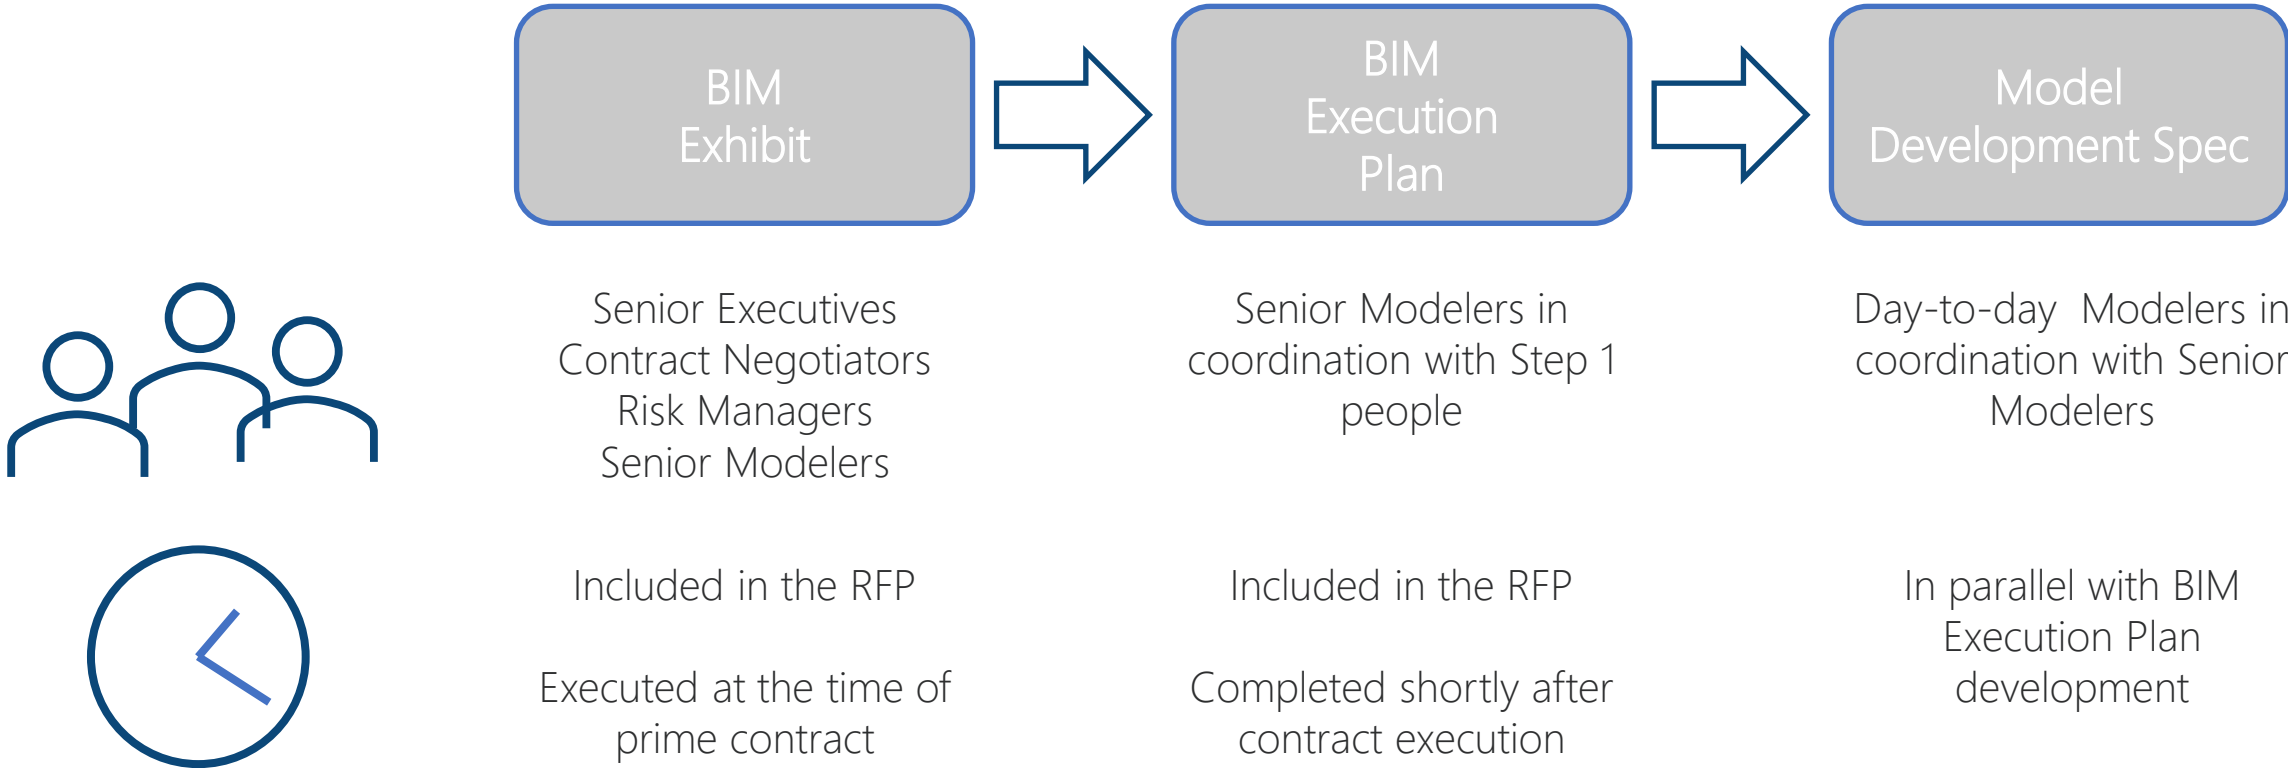 BIM
Exhibit
BIM
Execution
Plan
Model
Development Spec
Senior Executives
Contract Negotiators
Risk Managers
Senior Modelers
Senior Modelers in
coordination with Step 1
people
Day-to-day  Modelers in
coordination with Senior
Modelers
Included in the RFP
Executed at the time of
prime contract
Included in the RFP
Completed shortly after
contract execution
In parallel with BIM
Execution Plan
development